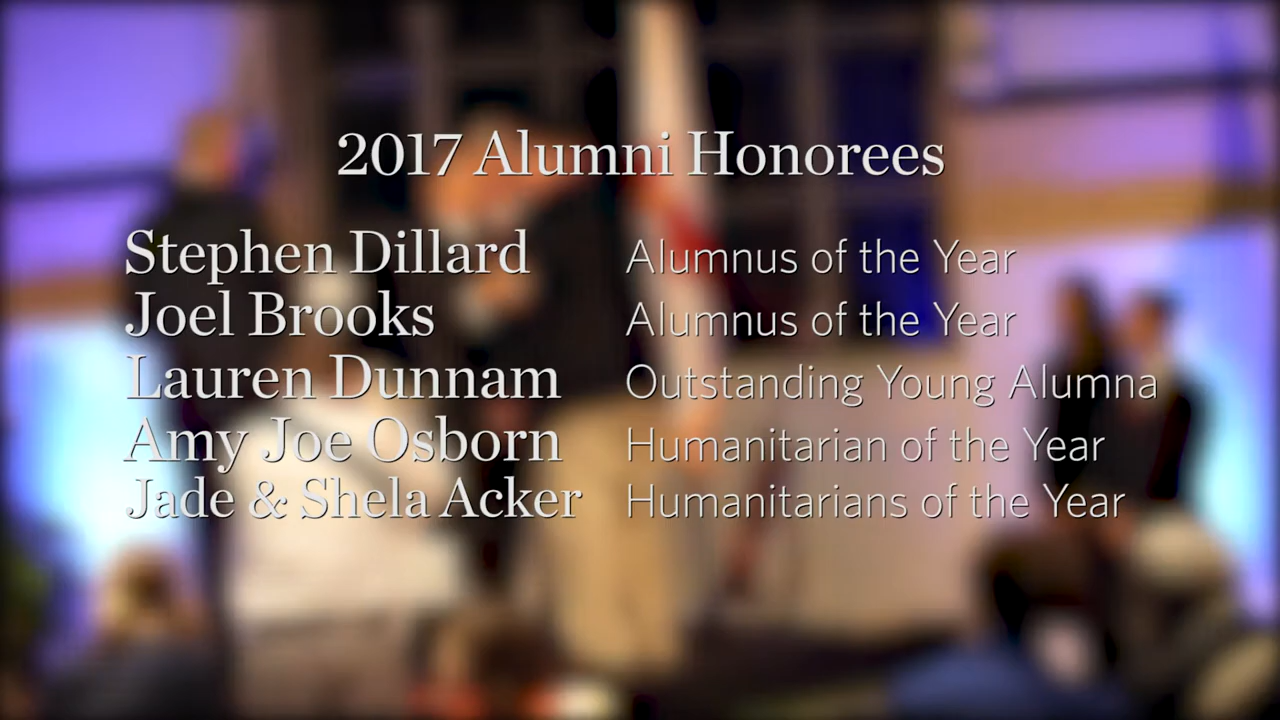 2017 Alumni Honorees
Stephen Dillard Alumnus of the Year
Joel Brooks Alumnus of the Year
Lauren Dunnam Outstanding Young Alumna
Amy Joe Osborn Humanitarian of the Year
Jade & Shela Acker Humanitarians of the Year